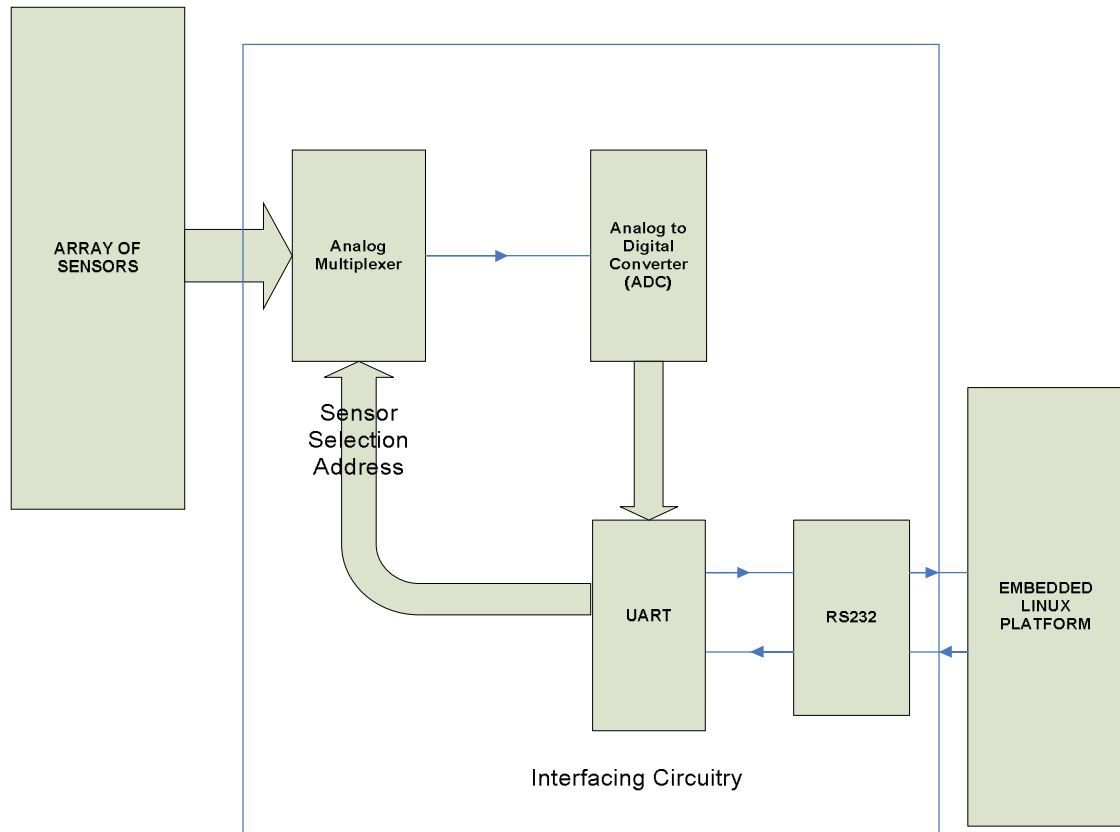 ARRAY OF
SENSORS
Analog
Multiplexer
Analog to
Digital
Converter
(ADC)
Sensor
Selection
Address
UART
RS232
EMBEDDED
LINUX
PLATFORM
Interfacing Circuitry